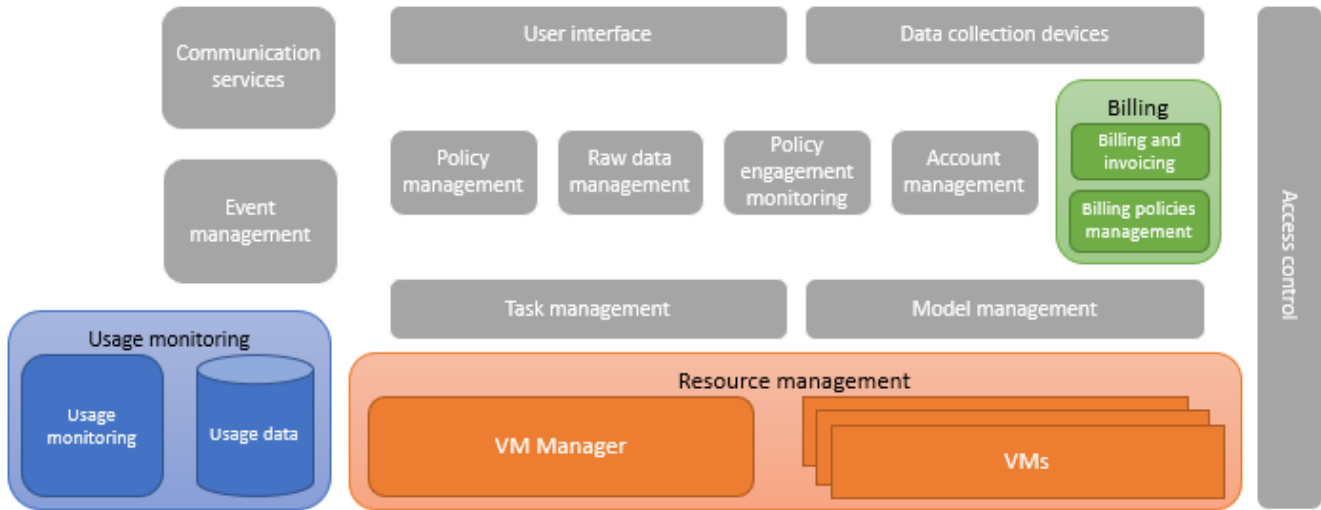 Communication
services
User interface
Data collection devices
Billing
Billing and
invoicing
Billing policies
management
Policy
management
Raw data
management
Policy
engagement
monitoring
Account
management
Event
management
Task management
Model management
Access control
Usage monitoring
Usage
monitoring
Usage data
Resource management
VM Manager
VMs